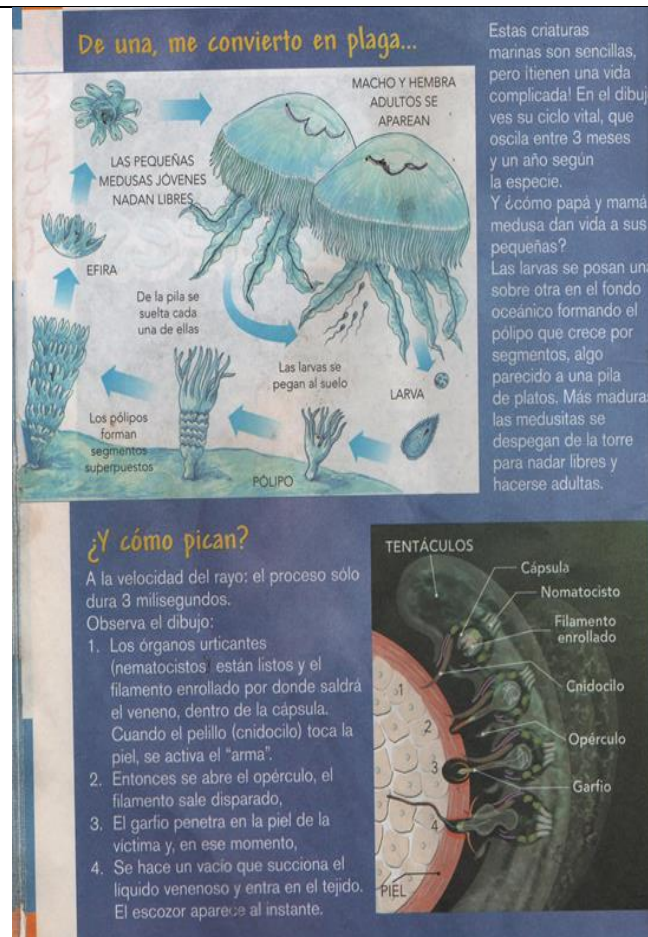 De una, me convierto en plaga...
MACHO Y HEMBRA
ADULTOS SE
APAREAN
LAS PEQUEÑAS
MEDUSAS JÓVENES
NADAN LIBRES
EFIRA
De la pila se
suelta cada
una de ellas
Las larvas se
pegan al suelo
LARVA
Los pólipos
forman
segmentos
superpuestos
PÓLIPO
Estas criaturas
marinas son sencillas,
pero ¡tienen una vida
complicada! En el dibuj
ves su ciclo vital, que
oscila entre 3 meses
y un año según
la especie.
Y ¿cómo papá y mamá
medusa dan vida a sus
pequeñas?
Las larvas se posan una
sobre otra en el fondo
oceánico formando el
pólipo que crece por
segmentos, algo
parecido a una pila
de platos. Más maduras
las medusitas se
despegan de la torre
para nadar libres y
hacerse adultas.
¿Y cómo pican?
A la velocidad del rayo: el proceso sólo
dura 3 milisegundos.
Observa el dibujo:
1. Los órganos urticantes
(nematocistos) están listos y el
filamento enrollado por donde saldrá
el veneno, dentro de la cápsula.
Cuando el pelillo (cnidocilo) toca la
piel, se activa el “arma”.
2. Entonces se abre el opérculo, el
filamento sale disparado,
3. El garfio penetra en la piel de la
víctima y, en ese momento,
4. Se hace un vacío que succiona el
líquido venenoso y entra en el tejido.
El escozor aparece al instante.
TENTÁCULOS
Cápsula
Nomatocisto
Filamento
enrollado
Cnidocilo
Opérculo
Garfio
1
2
3
4
PIEL